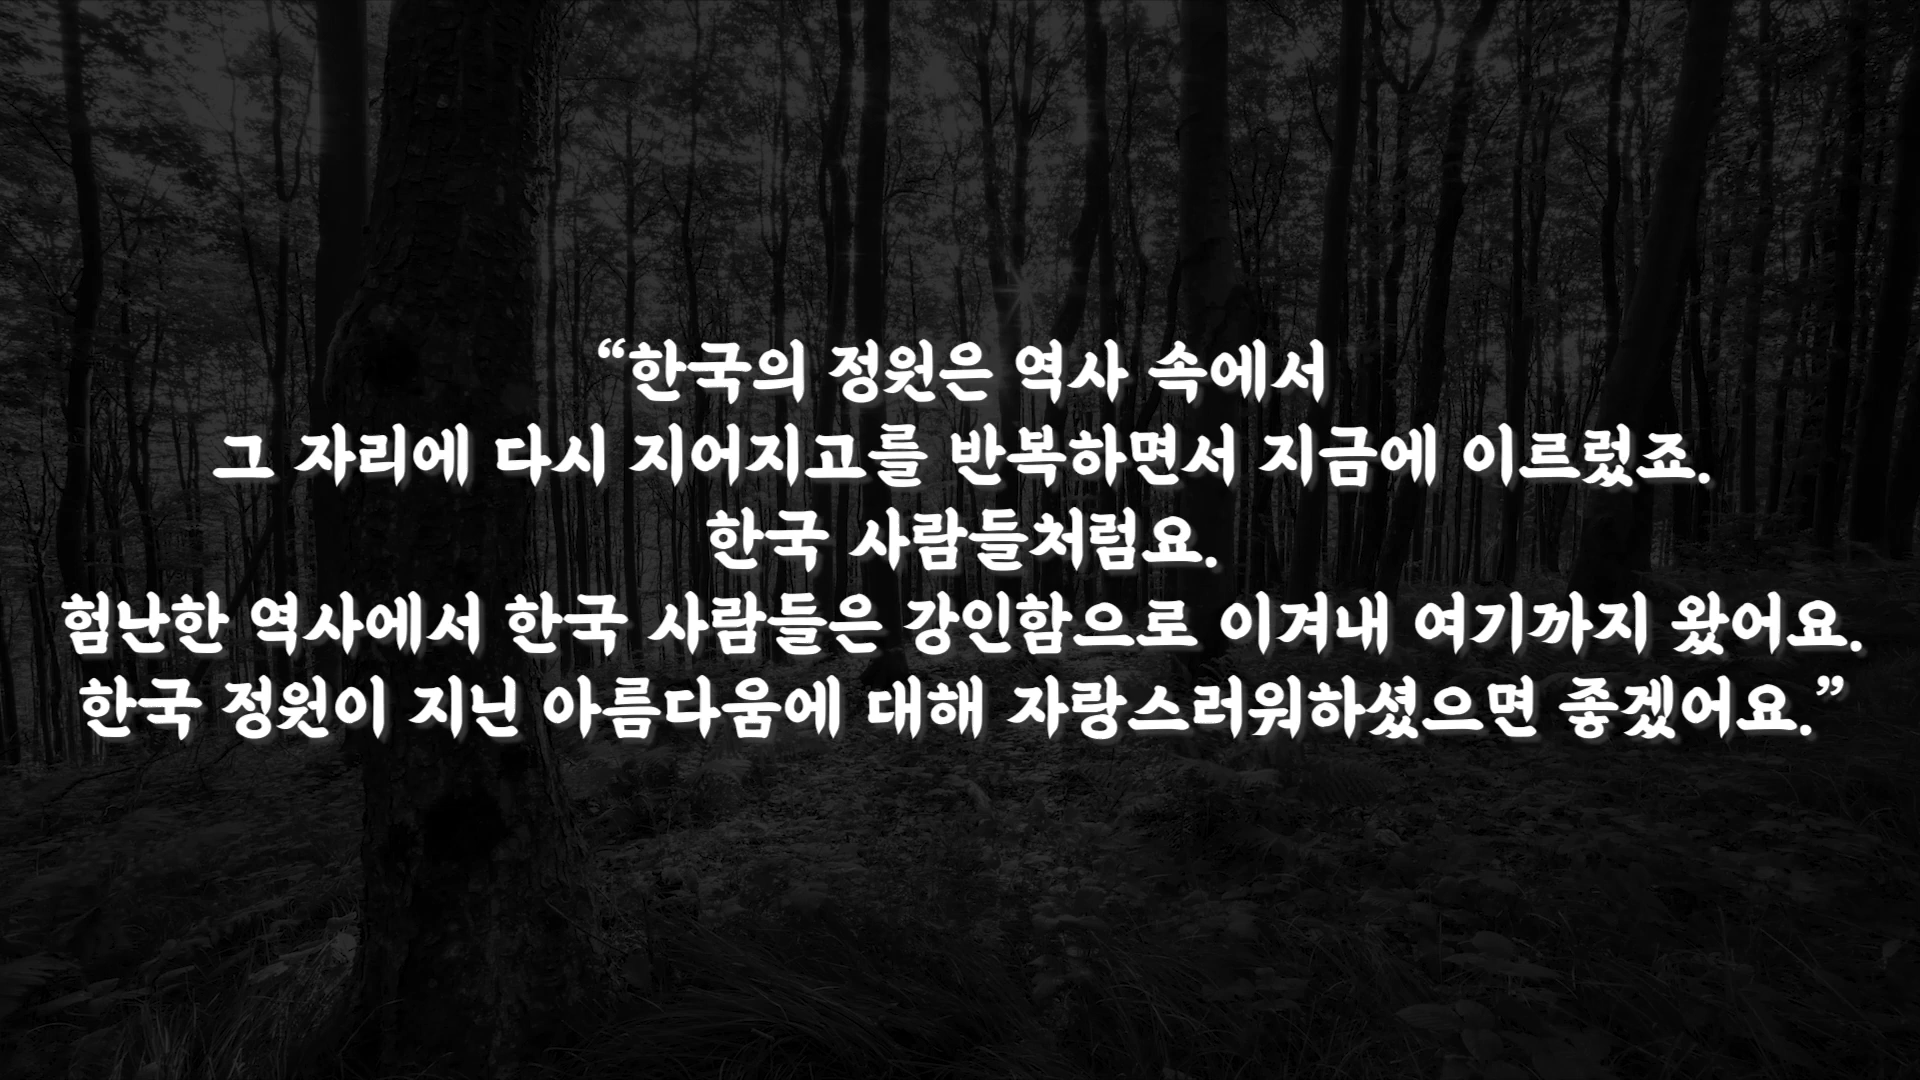 “한국의 정원은 역사 속에서
그 자리에 다시 지어지고를 반복하면서 지금에 이르렀죠.
한국 사람들처럼요.
험난한 역사에서 한국 사람들은 강인함으로 이겨내 여기까지 왔어요.
한국 정원이 지닌 아름다움에 대해 자랑스러워하셨으면 좋겠어요.”